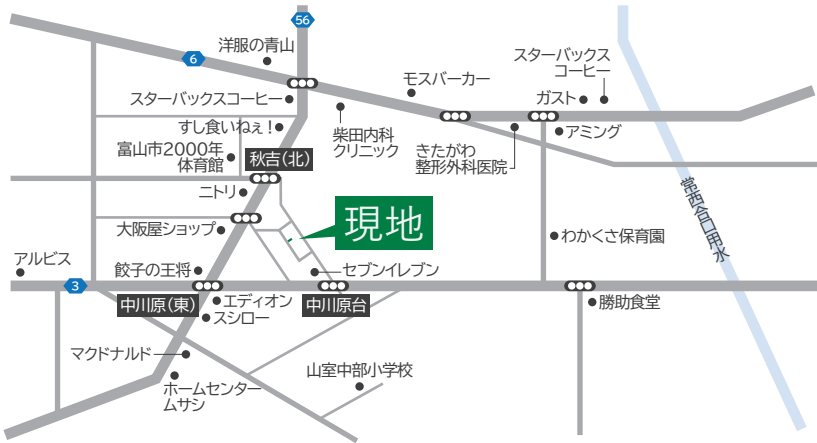 56
6
洋服の青山
スターバックス
コーヒー
モスバーカー
ガスト
スターバックスコーヒー
すし食いねぇ！
柴田内科
クリニック
きたがわ
整形外科医院
アミング
富山市2000年
体育館
秋吉(北)
ニトリ
常西合口用水
現地
大阪屋ショップ
わかくさ保育園
アルビス
餃子の王将
セブンイレブン
3
中川原(東)
エディオン
中川原台
スシロー
勝助食堂
マクドナルド
山室中部小学校
ホームセンター
ムサシ